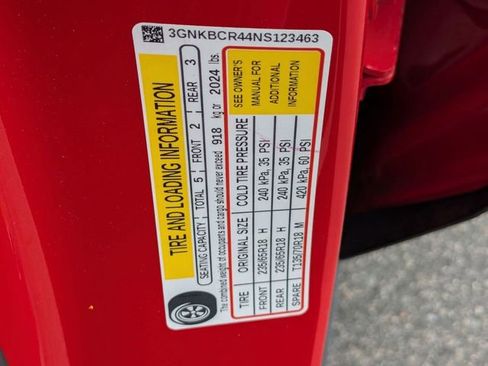 3GNKBCR44NS123463
TIRE AND LOADING INFORMATION
SEATING CAPACITY TOTAL 5 FRONT 2 REAR 3
The combined weight of occupants and cargo should never exceed 918 kg or 2024 lbs.
TIRE ORIGINAL SIZE COLD TIRE PRESSURE
FRONT 235/65R18 H 240 kPa, 35 PSI
REAR 235/65R18 H 240 kPa, 35 PSI
SPARE T135/70R18 M 420 kPa, 60 PSI
SEE OWNER'S
MANUAL FOR
ADDITIONAL
INFORMATION